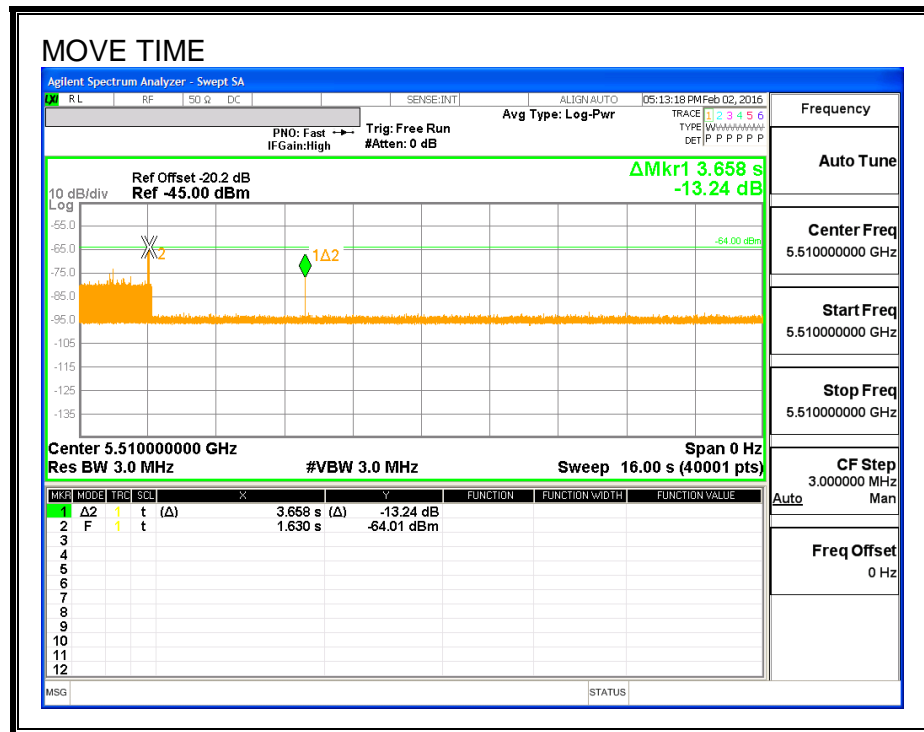 MOVE TIME
Agilent Spectrum Analyzer - Swept SA
LXI RL RF 50 Ω DC SENSE:INT ALIGN AUTO 05:13:18 PM Feb 02, 2016
PNO: Fast Trig: Free Run Avg Type: Log-Pwr TRACE 1 2 3 4 5 6
IFGain:High #Atten: 0 dB TYPE WWWWWW
DET P P P P P P
Ref Offset -20.2 dB ΔMkr1 3.658 s
10 dB/div Ref -45.00 dBm -13.24 dB
Log
-55.0
-65.0
-75.0
-85.0
-95.0
-105
-115
-125
-135
2
1Δ2
-64.00 dBm
Center 5.510000000 GHz Span 0 Hz
Res BW 3.0 MHz #VBW 3.0 MHz Sweep 16.00 s (40001 pts)
MKR MODE TRC SCL X Y FUNCTION FUNCTION WIDTH FUNCTION VALUE
1 Δ2 1 t (Δ) 3.658 s (Δ) -13.24 dB
2 F 1 t 1.630 s -64.01 dBm
3
4
5
6
7
8
9
10
11
12
MSG STATUS
Frequency
Auto Tune
Center Freq
5.510000000 GHz
Start Freq
5.510000000 GHz
Stop Freq
5.510000000 GHz
CF Step
3.000000 MHz
Auto Man
Freq Offset
0 Hz